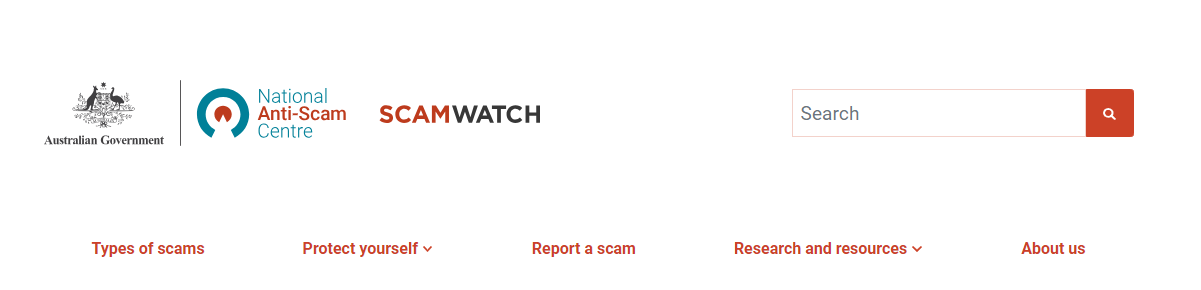 Australian Government
National
Anti-Scam
Centre
SCAMWATCH
Search
Types of scams
Protect yourself
Report a scam
Research and resources
About us